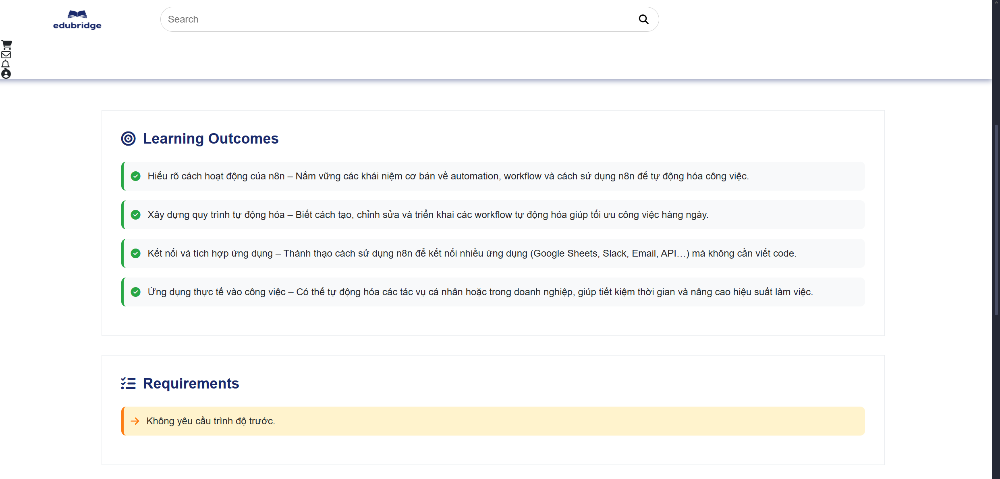 edubridge
Search
Learning Outcomes
Hiểu rõ cách hoạt động của n8n – Nắm vững các khái niệm cơ bản về automation, workflow và cách sử dụng n8n để tự động hóa công việc.
Xây dựng quy trình tự động hóa – Biết cách tạo, chỉnh sửa và triển khai các workflow tự động hóa giúp tối ưu công việc hàng ngày.
Kết nối và tích hợp ứng dụng – Thành thạo cách sử dụng n8n để kết nối nhiều ứng dụng (Google Sheets, Slack, Email, API…) mà không cần viết code.
Ứng dụng thực tế vào công việc – Có thể tự động hóa các tác vụ cá nhân hoặc trong doanh nghiệp, giúp tiết kiệm thời gian và nâng cao hiệu suất làm việc.
Requirements
Không yêu cầu trình độ trước.